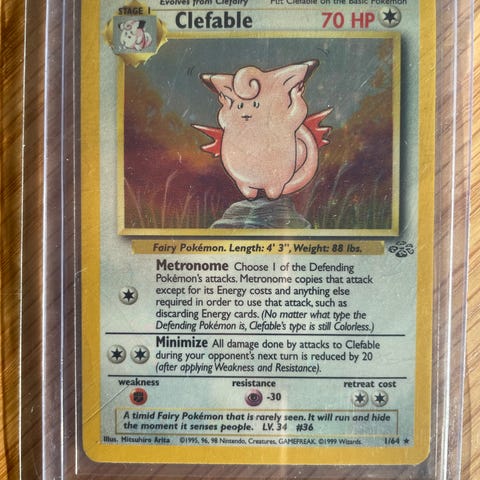 Evolves from Clefairy Put Clefable on the Basic Pokémon
STAGE 1
Clefable 70 HP
Fairy Pokémon. Length: 4' 3", Weight: 88 lbs.
Metronome Choose 1 of the Defending
Pokémon's attacks. Metronome copies that attack
except for its Energy costs and anything else
required in order to use that attack, such as
discarding Energy cards. (No matter what type the
Defending Pokémon is, Clefable's type is still Colorless.)
Minimize All damage done by attacks to Clefable
during your opponent's next turn is reduced by 20
(after applying Weakness and Resistance).
weakness resistance retreat cost
-30
A timid Fairy Pokémon that is rarely seen. It will run and hide
the moment it senses people. LV. 34 #36
Illus. Mitsuhiro Arita ©1995, 96, 98 Nintendo, Creatures, GAMEFREAK. ©1999 Wizards. 1/64 ★